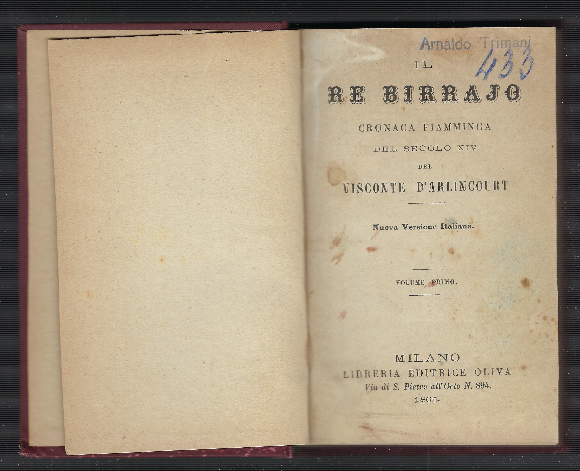 Arnaldo Trimani
433
IL
RE BIRRAJO
CRONACA FIAMMINGA
DEL SECOLO XIV
DEL
VISCONTE D'ARLINCOURT
Nuova Versione Italiana.
VOLUME PRIMO.
MILANO
LIBRERIA EDITRICE OLIVA
Via di S. Pietro all'Orto N. 894.